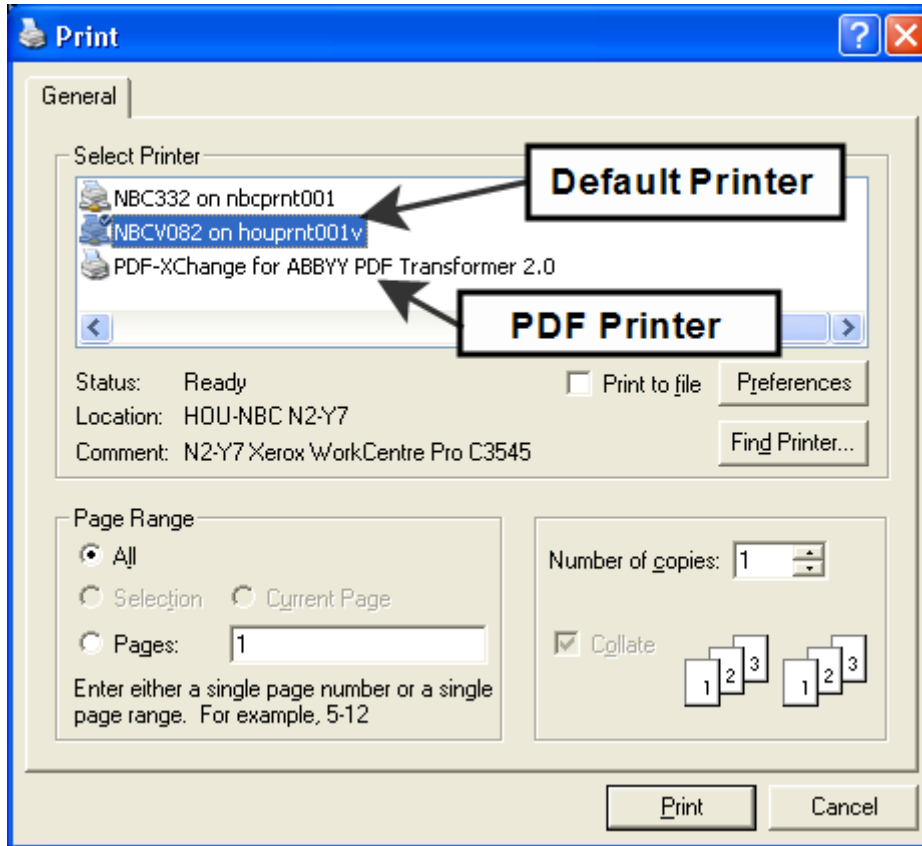 Print
General
Select Printer
Default Printer
NBC332 on nbcprnt001
NBCV082 on houprnt001v
PDF-XChange for ABBYY PDF Transformer 2.0
PDF Printer
Status: Ready
Print to file
Preferences
Location: HOU-NBC N2-Y7
Comment: N2-Y7 Xerox WorkCentre Pro C3545
Find Printer...
Page Range
All
Selection Current Page
Pages: 1
Enter either a single page number or a single
page range. For example, 5-12
Number of copies: 1
Collate
1 2 3 1 2 3
Print Cancel